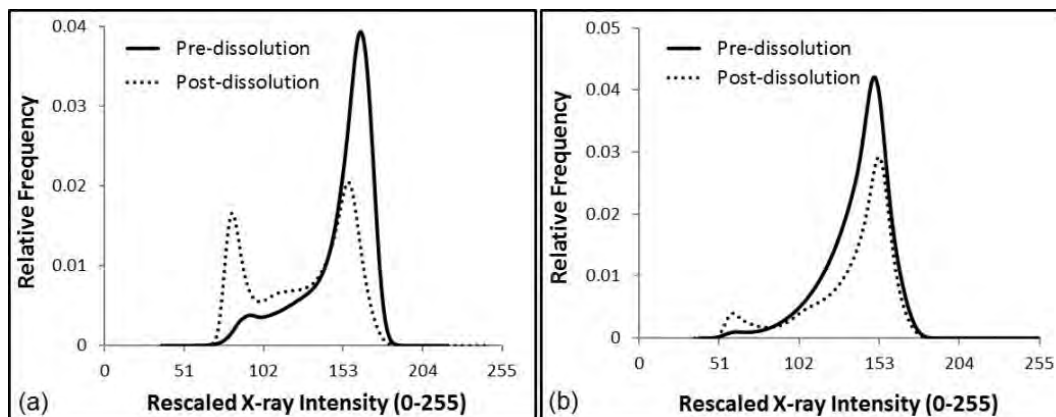 0.04
0.03
0.02
0.01
0
Relative Frequency
Pre-dissolution
Post-dissolution
0 51 102 153 204 255
(a) Rescaled X-ray Intensity (0-255)
0.05
0.04
0.03
0.02
0.01
0
Relative Frequency
Pre-dissolution
Post-dissolution
0 51 102 153 204 255
(b) Rescaled X-ray Intensity (0-255)